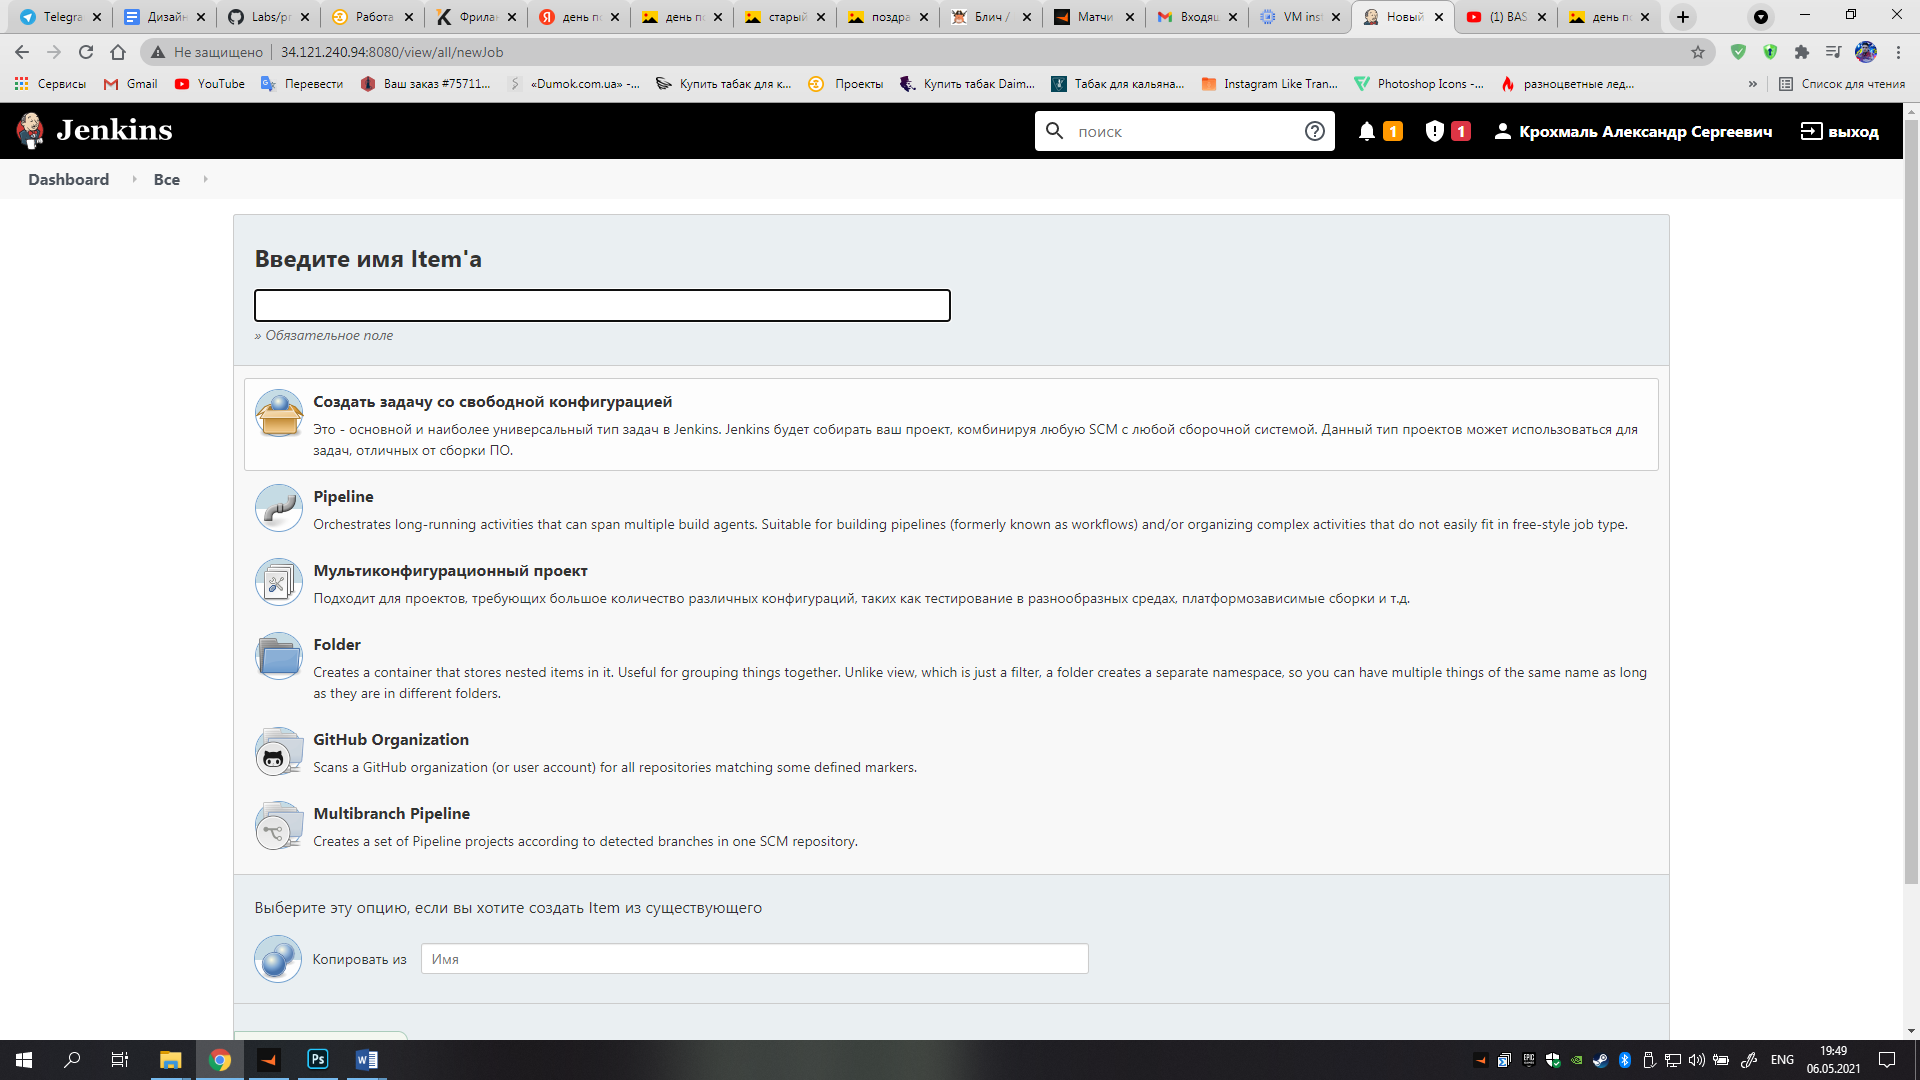 Telegra
Дизайн
Labs/pr
Работа
Фрилан
день по
день по
старый
поздра
Блич /
Матчи
Входящ
VM inst
Новый
(1) BAS
день по
Не защищено
34.121.240.94:8080/view/all/newJob
Сервисы
Gmail
YouTube
Перевести
Ваш заказ #75711...
«Dumok.com.ua» -...
Купить табак для к...
Проекты
Купить табак Daim...
Табак для кальяна...
Instagram Like Tran...
Photoshop Icons -...
разноцветные лед...
»
Список для чтения
Jenkins
поиск
1
1
Крохмаль Александр Сергеевич
выход
Dashboard
Все
Введите имя Item'а
» Обязательное поле
Создать задачу со свободной конфигурацией
Это - основной и наиболее универсальный тип задач в Jenkins. Jenkins будет собирать ваш проект, комбинируя любую SCM с любой сборочной системой. Данный тип проектов может использоваться для
задач, отличных от сборки ПО.
Pipeline
Orchestrates long-running activities that can span multiple build agents. Suitable for building pipelines (formerly known as workflows) and/or organizing complex activities that do not easily fit in free-style job type.
Мультиконфигурационный проект
Подходит для проектов, требующих большое количество различных конфигураций, таких как тестирование в разнообразных средах, платформозависимые сборки и т.д.
Folder
Creates a container that stores nested items in it. Useful for grouping things together. Unlike view, which is just a filter, a folder creates a separate namespace, so you can have multiple things of the same name as long
as they are in different folders.
GitHub Organization
Scans a GitHub organization (or user account) for all repositories matching some defined markers.
Multibranch Pipeline
Creates a set of Pipeline projects according to detected branches in one SCM repository.
Выберите эту опцию, если вы хотите создать Item из существующего
Копировать из
Имя
Ps
ENG
19:49
06.05.2021